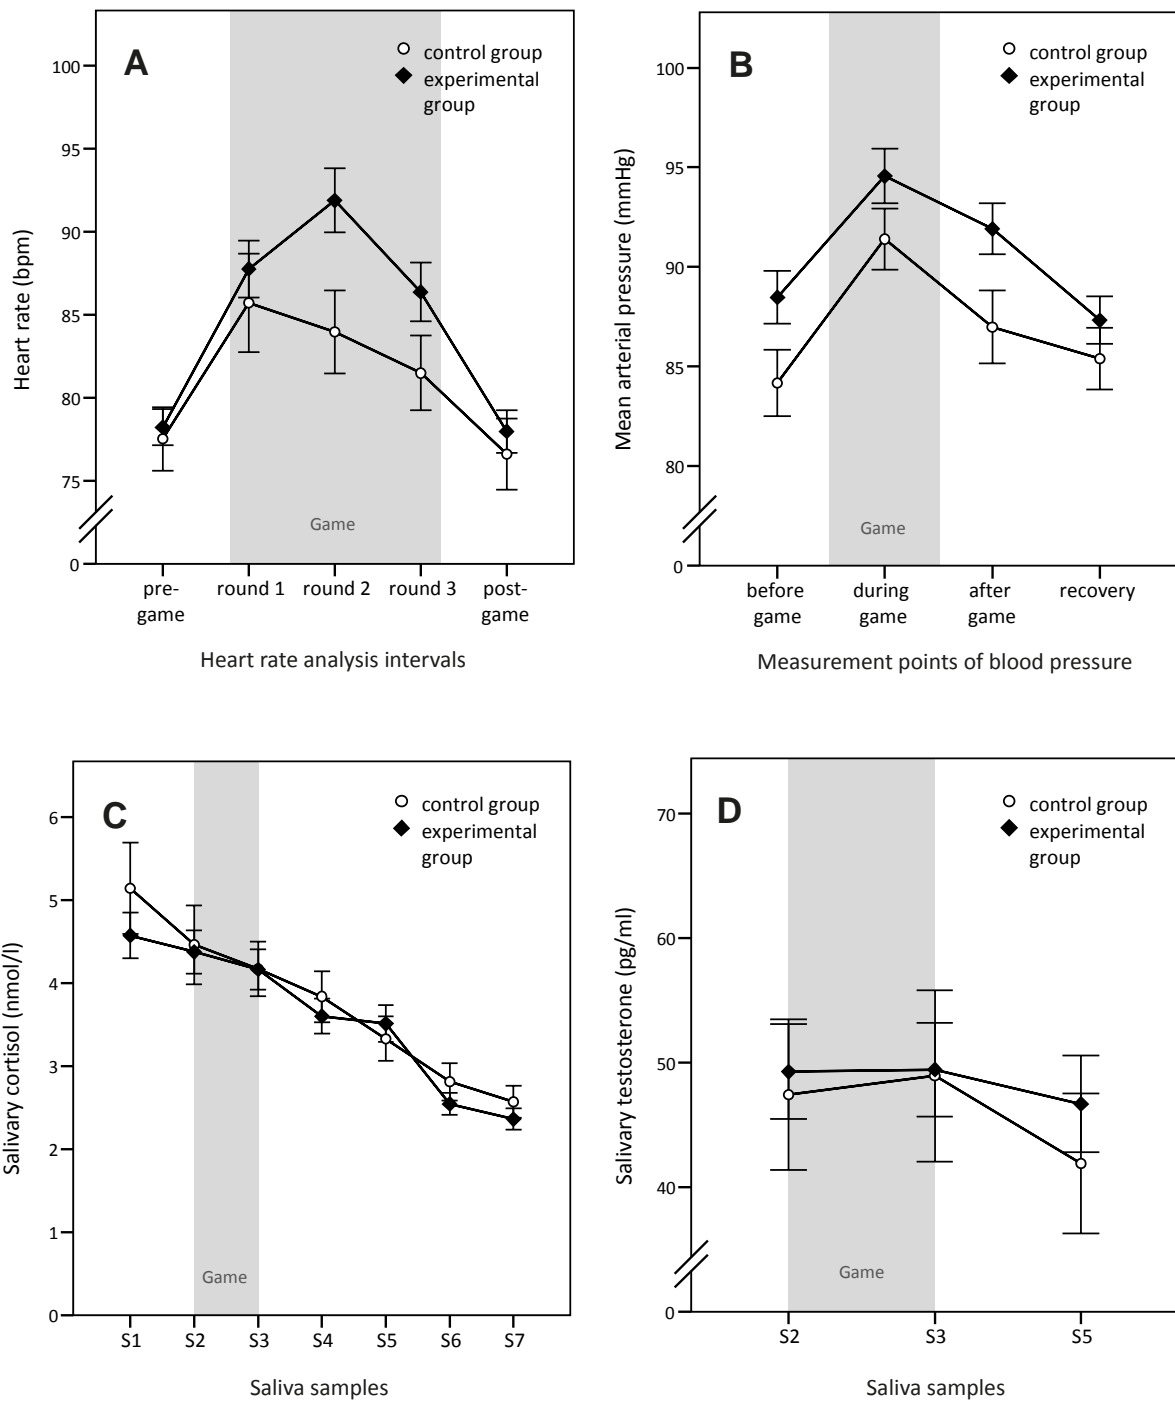 A
control group
experimental
group
100
95
90
85
80
75
0
Heart rate (bpm)
Game
pre-
game
round 1
round 2
round 3
post-
game
Heart rate analysis intervals
B
control group
experimental
group
100
95
90
85
80
0
Mean arterial pressure (mmHg)
Game
before
game
during
game
after
game
recovery
Measurement points of blood pressure
C
control group
experimental
group
6
5
4
3
2
1
0
Salivary cortisol (nmol/l)
Game
S1 S2 S3 S4 S5 S6 S7
Saliva samples
D
control group
experimental
group
70
60
50
40
0
Salivary testosterone (pg/ml)
Game
S2 S3 S5
Saliva samples